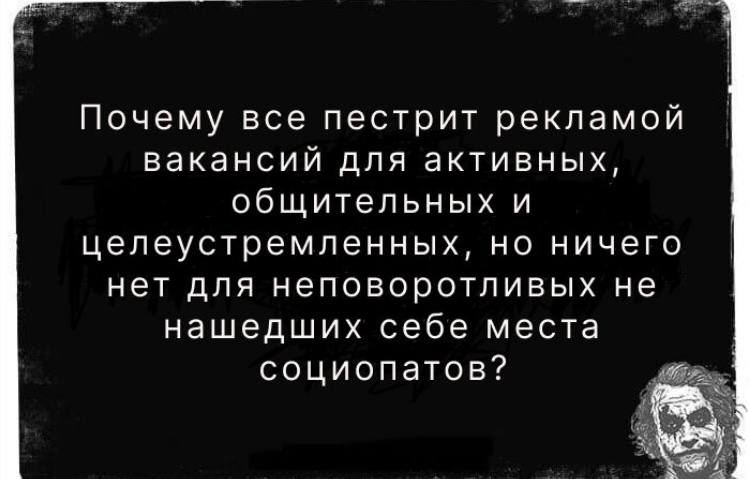 Почему все пестрит рекламой
вакансий для активных,
общительных и
целеустремленных, но ничего
нет для неповоротливых не
нашедших себе места
социопатов?